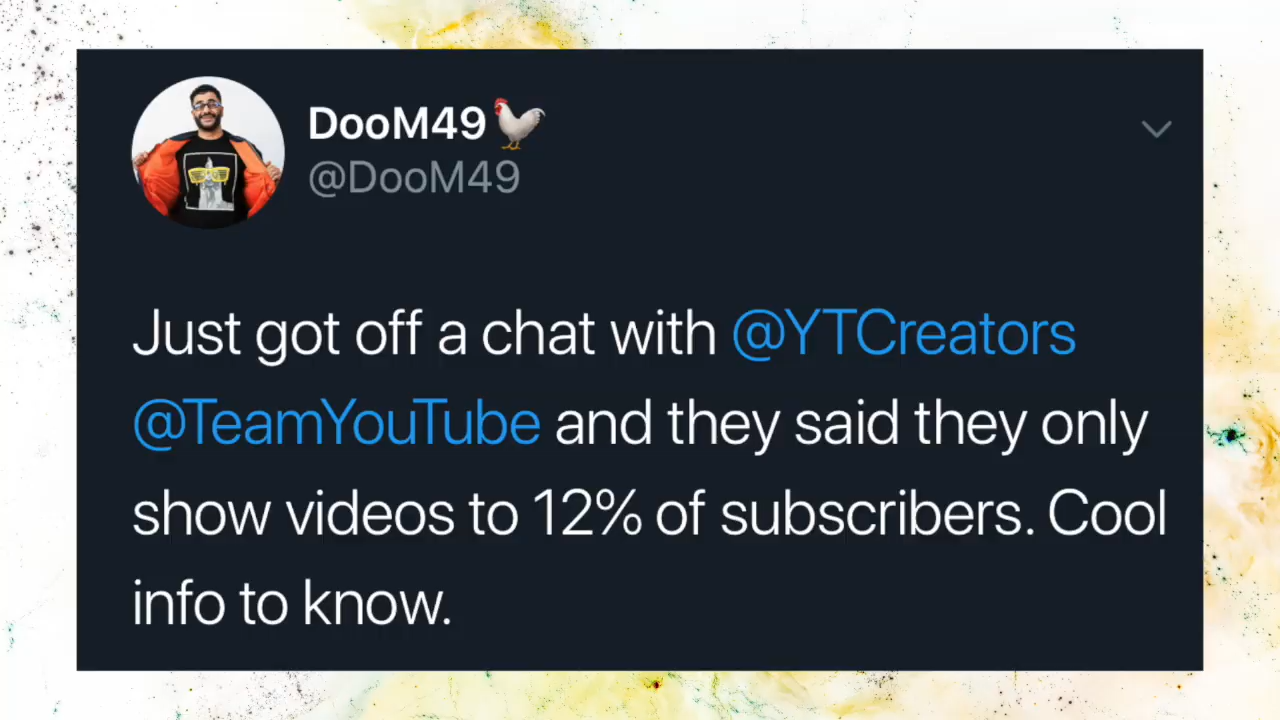 DooM49🐓
@DooM49
Just got off a chat with @YTCreators
@TeamYouTube and they said they only
show videos to 12% of subscribers. Cool
info to know.